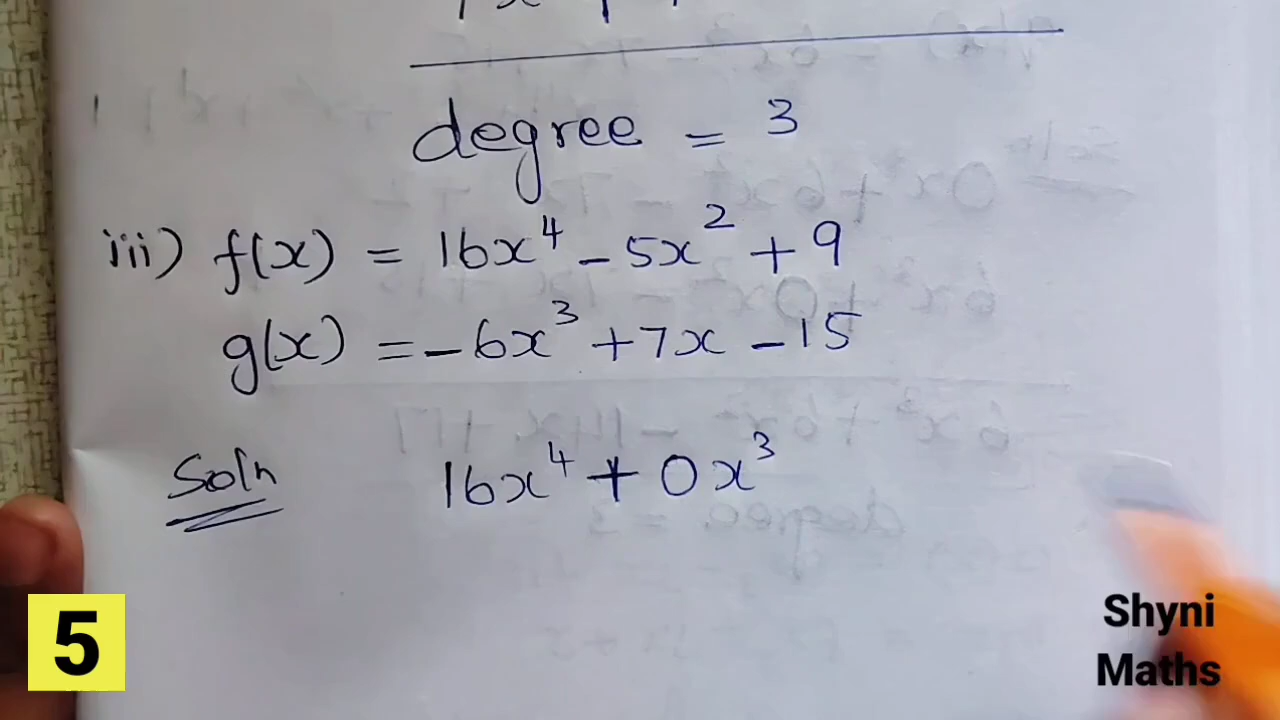 degree = 3
iii) f(x) = 16x⁴ - 5x² + 9
g(x) = -6x³ + 7x - 15
Soln 16x⁴ + 0x³
5
Shyni
Maths